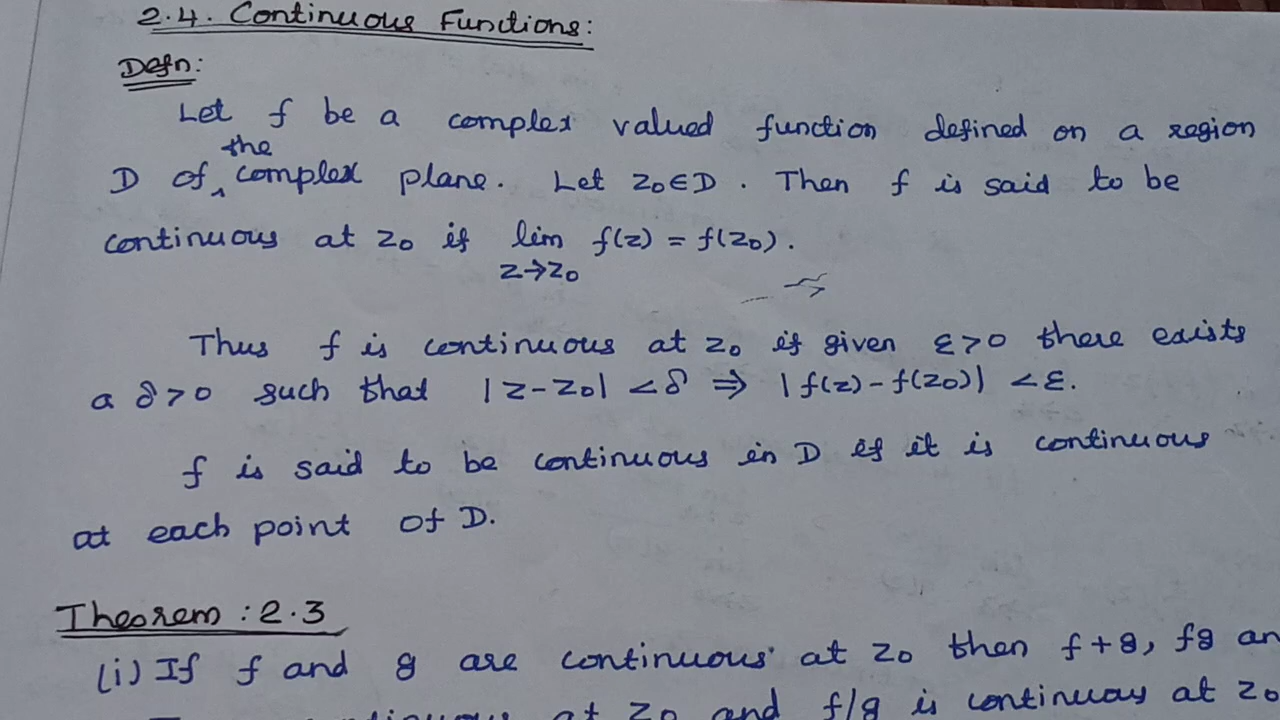 2.4. Continuous Functions:
Defn:
Let f be a complex valued function defined on a region
D of the complex plane. Let z₀∈D. Then f is said to be
continuous at z₀ if lim f(z) = f(z₀).
z→z₀
Thus f is continuous at z₀ if given ε>0 there exists
a δ>0 such that |z-z₀| <δ ⇒ |f(z)-f(z₀)| <ε.
f is said to be continuous in D if it is continuous
at each point of D.
Theorem : 2.3
(i) If f and g are continuous at z₀ then f+g, fg an
at z₀ and f/g is continuous at z₀